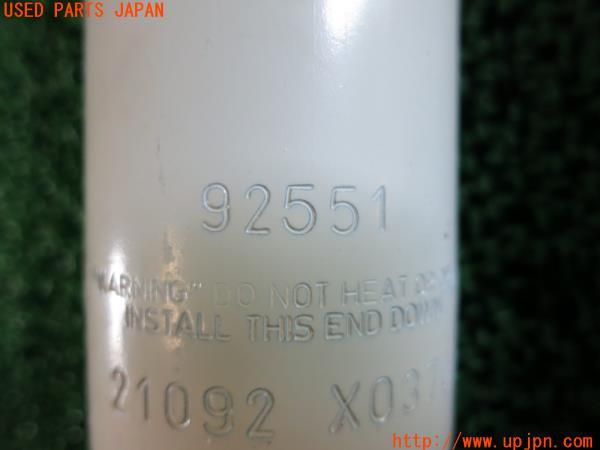 USED PARTS JAPAN
92551
"WARNING" DO NOT HEAT
INSTALL THIS END DOWN
21092
http://www.upjpn.com